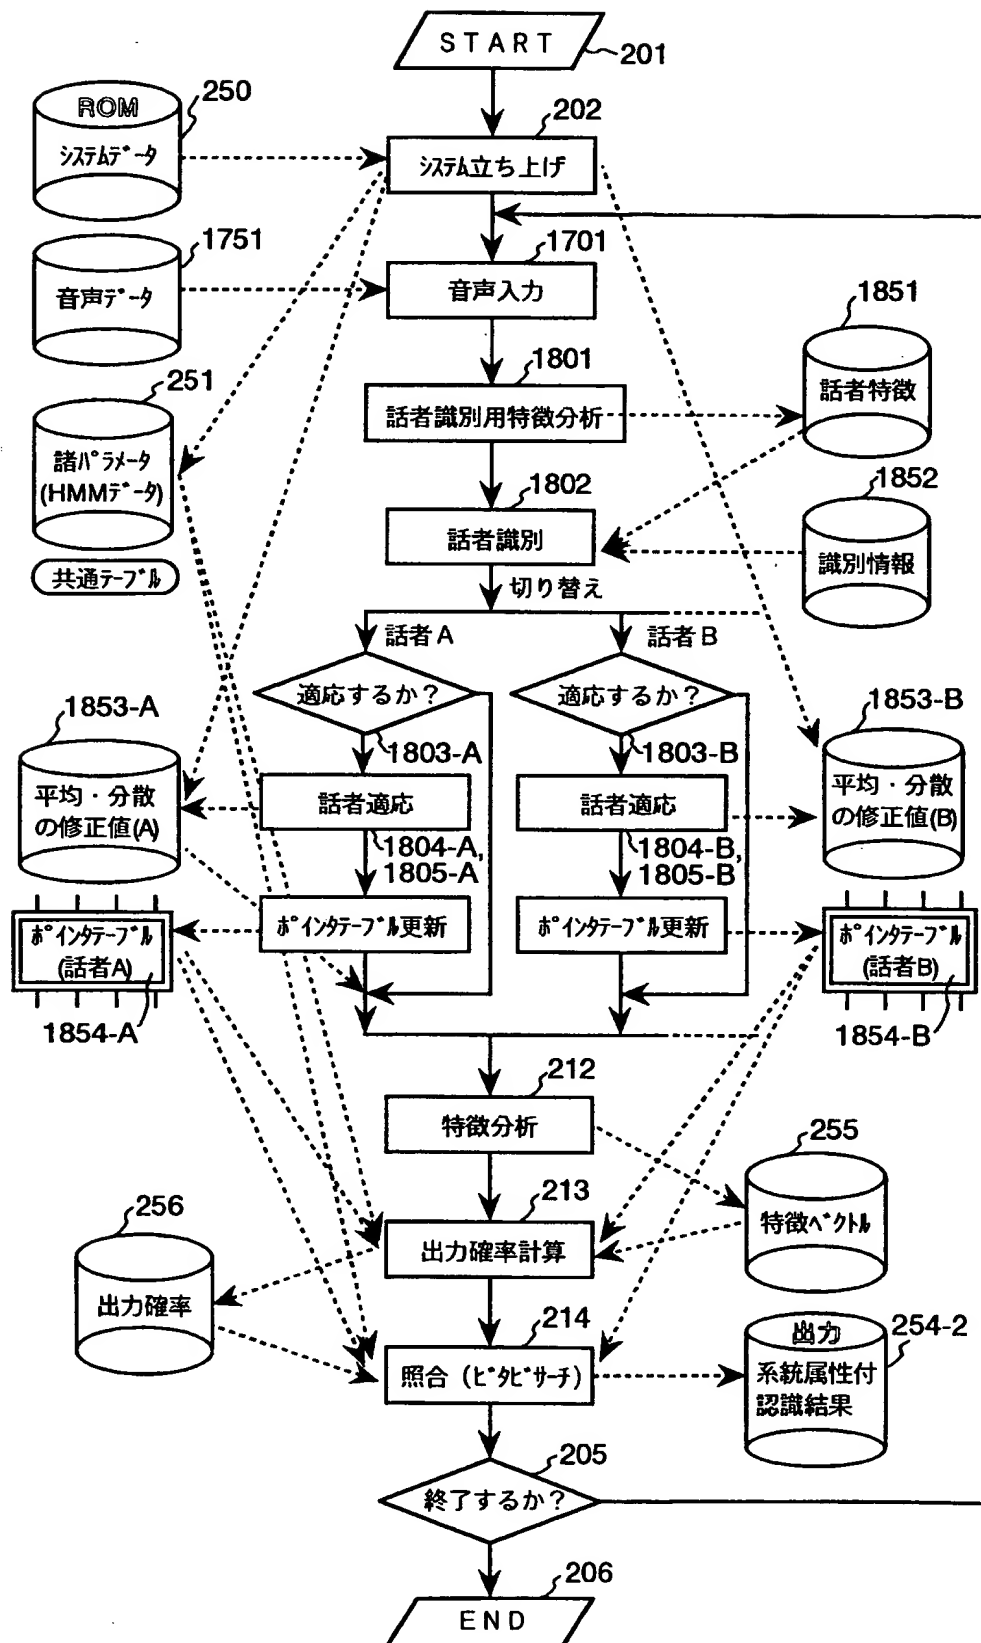 START
201
250
ROM
システムデータ
202
システム立ち上げ
1751
音声データ
1701
音声入力
1851
話者特徴
251
諸パラメータ
(HMMデータ)
共通テーブル
1801
話者識別用特徴分析
1802
話者識別
1852
識別情報
切り替え
話者A
話者B
適応するか?
適応するか?
1853-A
平均・分散
の修正値(A)
1803-A
話者適応
1803-B
話者適応
1853-B
平均・分散
の修正値(B)
1804-A,
1805-A
1804-B,
1805-B
ポインタテーブル更新
ポインタテーブル更新
ポインタテーブル
(話者A)
1854-A
ポインタテーブル
(話者B)
1854-B
212
特徴分析
255
特徴ベクトル
213
出力確率計算
256
出力確率
214
照合(ビタビサーチ)
出力
254-2
系統属性付
認識結果
205
終了するか?
206
END